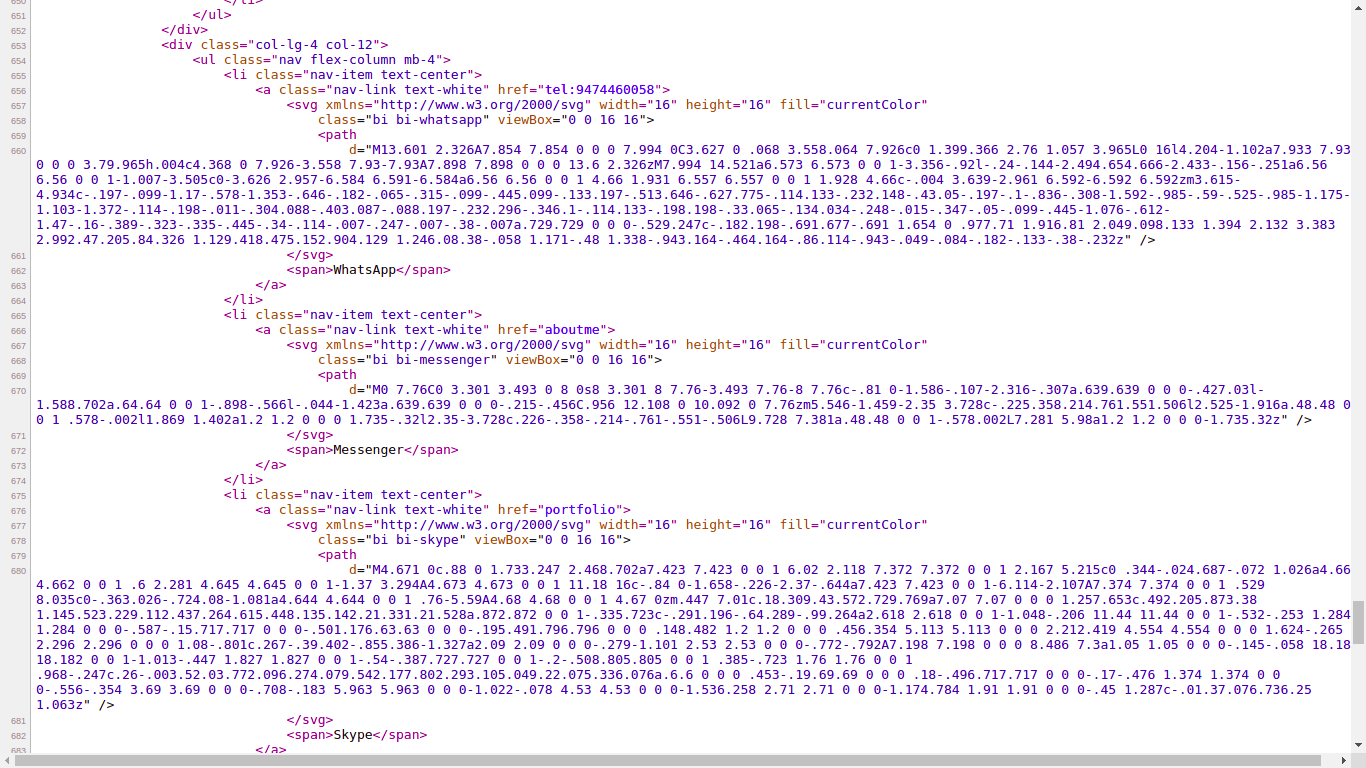 650 </li>
651 </ul>
652 </div>
653 <div class="col-lg-4 col-12">
654 <ul class="nav flex-column mb-4">
655 <li class="nav-item text-center">
656 <a class="nav-link text-white" href="tel:9474460058">
657 <svg xmlns="http://www.w3.org/2000/svg" width="16" height="16" fill="currentColor"
658 class="bi bi-whatsapp" viewBox="0 0 16 16">
659 <path
660 d="M13.601 2.326A7.854 7.854 0 0 0 7.994 0C3.627 0 .068 3.558.064 7.926c0 1.399.366 2.76 1.057 3.965L0 16l4.204-1.102a7.933 7.93
0 0 0 3.79.965h.004c4.368 0 7.926-3.558 7.93-7.93A7.898 7.898 0 0 0 13.6 2.326zM7.994 14.521a6.573 6.573 0 0 1-3.356-.92l-.24-.144-2.494.654.666-2.433-.156-.251a6.56
6.56 0 0 1-1.007-3.505c0-3.626 2.957-6.584 6.591-6.584a6.56 6.56 0 0 1 4.66 1.931 6.557 6.557 0 0 1 1.928 4.66c-.004 3.639-2.961 6.592-6.592 6.592zm3.615-
4.934c-.197-.099-1.17-.578-1.353-.646-.182-.065-.315-.099-.445.099-.133.197-.513.646-.627.775-.114.133-.232.148-.43.05-.197-.1-.836-.308-1.592-.985-.59-.525-.985-1.175-
1.103-1.372-.114-.198-.011-.304.088-.403.087-.088.197-.232.296-.346.1-.114.133-.198.198-.33.065-.134.034-.248-.015-.347-.05-.099-.445-1.076-.612-
1.47-.16-.389-.323-.335-.445-.34-.114-.007-.247-.007-.38-.007a.729.729 0 0 0-.529.247c-.182.198-.691.677-.691 1.654 0 .977.71 1.916.81 2.049.098.133 1.394 2.132 3.383
2.992.47.205.84.326 1.129.418.475.152.904.129 1.246.08.38-.058 1.171-.48 1.338-.943.164-.464.164-.86.114-.943-.049-.084-.182-.133-.38-.232z" />
661 </svg>
662 <span>WhatsApp</span>
663 </a>
664 </li>
665 <li class="nav-item text-center">
666 <a class="nav-link text-white" href="aboutme">
667 <svg xmlns="http://www.w3.org/2000/svg" width="16" height="16" fill="currentColor"
668 class="bi bi-messenger" viewBox="0 0 16 16">
669 <path
670 d="M0 7.76C0 3.301 3.493 0 8 0s8 3.301 8 7.76-3.493 7.76-8 7.76c-.81 0-1.586-.107-2.316-.307a.639.639 0 0 0-.427.03l-
1.588.702a.64.64 0 0 1-.898-.566l-.044-1.423a.639.639 0 0 0-.215-.456C.956 12.108 0 10.092 0 7.76zm5.546-1.459-2.35 3.728c-.225.358.214.761.551.506l2.525-1.916a.48.48 0
0 1 .578-.002l1.869 1.402a1.2 1.2 0 0 0 1.735-.32l2.35-3.728c.226-.358-.214-.761-.551-.506L9.728 7.381a.48.48 0 0 1-.578.002L7.281 5.98a1.2 1.2 0 0 0-1.735.32z" />
671 </svg>
672 <span>Messenger</span>
673 </a>
674 </li>
675 <li class="nav-item text-center">
676 <a class="nav-link text-white" href="portfolio">
677 <svg xmlns="http://www.w3.org/2000/svg" width="16" height="16" fill="currentColor"
678 class="bi bi-skype" viewBox="0 0 16 16">
679 <path
680 d="M4.671 0c.88 0 1.733.247 2.468.702a7.423 7.423 0 0 1 6.02 2.118 7.372 7.372 0 0 1 2.167 5.215c0 .344-.024.687-.072 1.026a4.66
4.662 0 0 1 .6 2.281 4.645 4.645 0 0 1-1.37 3.294A4.673 4.673 0 0 1 11.18 16c-.84 0-1.658-.226-2.37-.644a7.423 7.423 0 0 1-6.114-2.107A7.374 7.374 0 0 1 .529
8.035c0-.363.026-.724.08-1.081a4.644 4.644 0 0 1 .76-5.59A4.68 4.68 0 0 1 4.67 0zm.447 7.01c.18.309.43.572.729.769a7.07 7.07 0 0 0 1.257.653c.492.205.873.38
1.145.523.229.112.437.264.615.448.135.142.21.331.21.528a.872.872 0 0 1-.335.723c-.291.196-.64.289-.99.264a2.618 2.618 0 0 1-1.048-.206 11.44 11.44 0 0 1-.532-.253 1.284
1.284 0 0 0-.587-.15.717.717 0 0 0-.501.176.63.63 0 0 0-.195.491.796.796 0 0 0 .148.482 1.2 1.2 0 0 0 .456.354 5.113 5.113 0 0 0 2.212.419 4.554 4.554 0 0 0 1.624-.265
2.296 2.296 0 0 0 1.08-.801c.267-.39.402-.855.386-1.327a2.09 2.09 0 0 0-.279-1.101 2.53 2.53 0 0 0-.772-.792A7.198 7.198 0 0 0 8.486 7.3a1.05 1.05 0 0 0-.145-.058 18.18
18.182 0 0 1-1.013-.447 1.827 1.827 0 0 1-.54-.387.727.727 0 0 1-.2-.508.805.805 0 0 1 .385-.723 1.76 1.76 0 0 1
.968-.247c.26-.003.52.03.772.096.274.079.542.177.802.293.105.049.22.075.336.076a.6.6 0 0 0 .453-.19.69.69 0 0 0 .18-.496.717.717 0 0 0-.17-.476 1.374 1.374 0 0
0-.556-.354 3.69 3.69 0 0 0-.708-.183 5.963 5.963 0 0 0-1.022-.078 4.53 4.53 0 0 0-1.536.258 2.71 2.71 0 0 0-1.174.784 1.91 1.91 0 0 0-.45 1.287c-.01.37.076.736.25
1.063z" />
681 </svg>
682 <span>Skype</span>
683 </a>